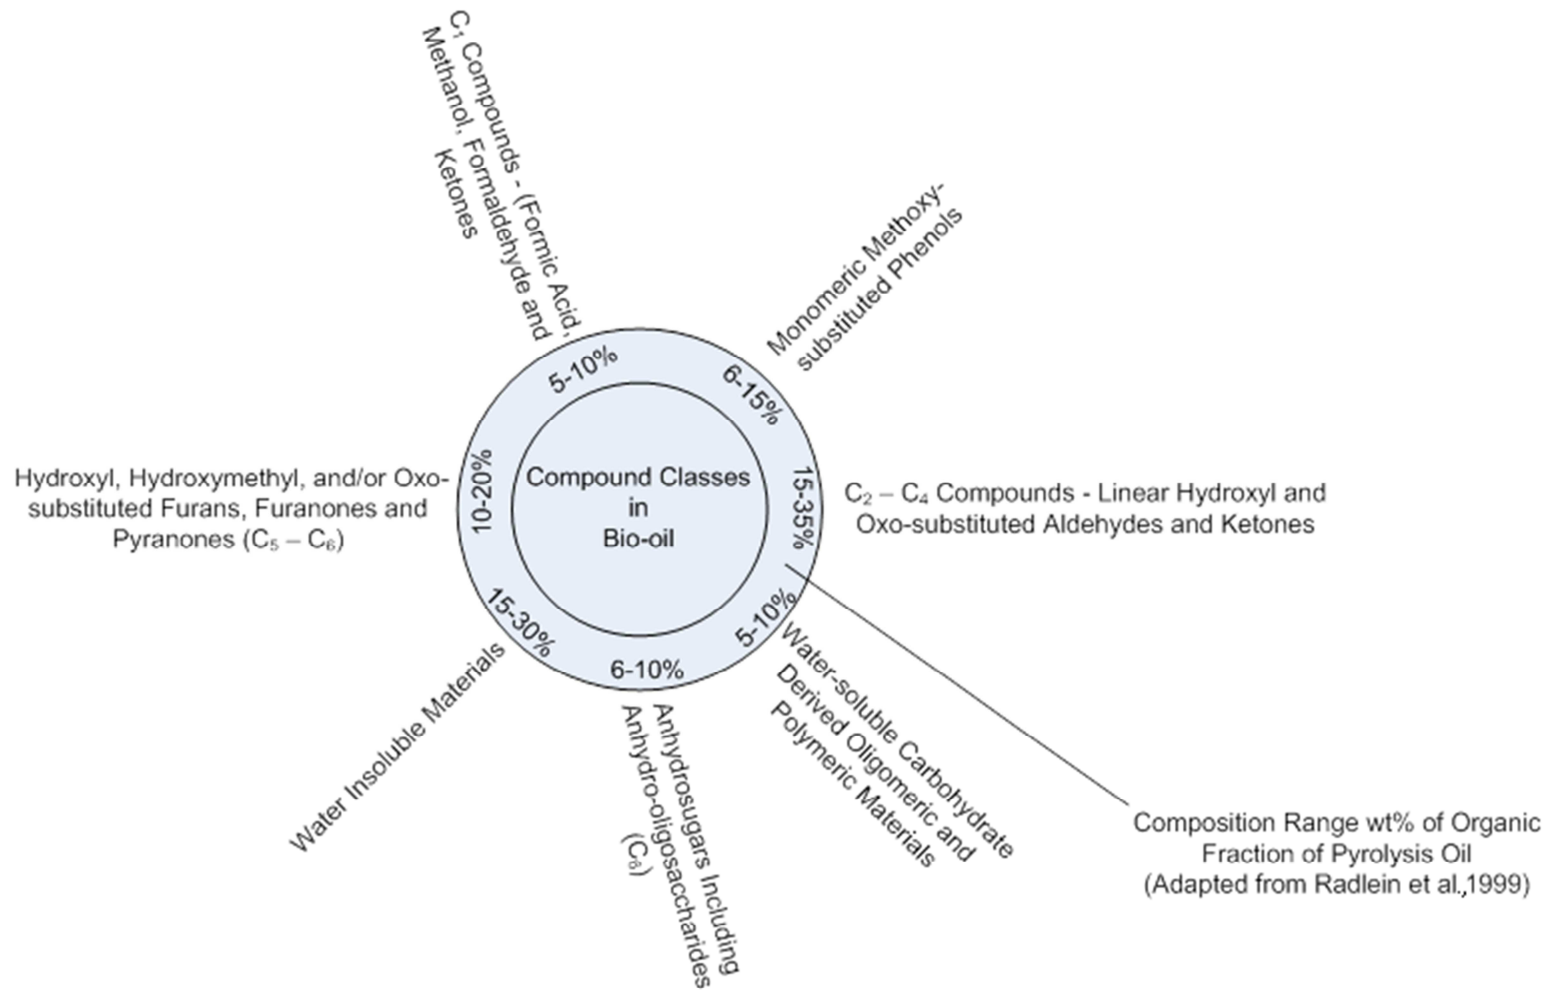 C₁ Compounds - (Formic Acid,
Methanol, Formaldehyde and
Ketones
Monomeric Methoxy-
substituted Phenols
5-10%
6-15%
10-20%
15-35%
Hydroxyl, Hydroxymethyl, and/or Oxo-
substituted Furans, Furanones and
Pyranones (C₅ – C₆)
Compound Classes
in
Bio-oil
C₂ – C₄ Compounds - Linear Hydroxyl and
Oxo-substituted Aldehydes and Ketones
15-30%
6-10%
5-10%
Water Insoluble Materials
Anhydrosugars Including
Anhydro-oligosaccharides
(C₆)
Water-soluble Carbohydrate
Derived Oligomeric and
Polymeric Materials
Composition Range wt% of Organic
Fraction of Pyrolysis Oil
(Adapted from Radlein et al.,1999)